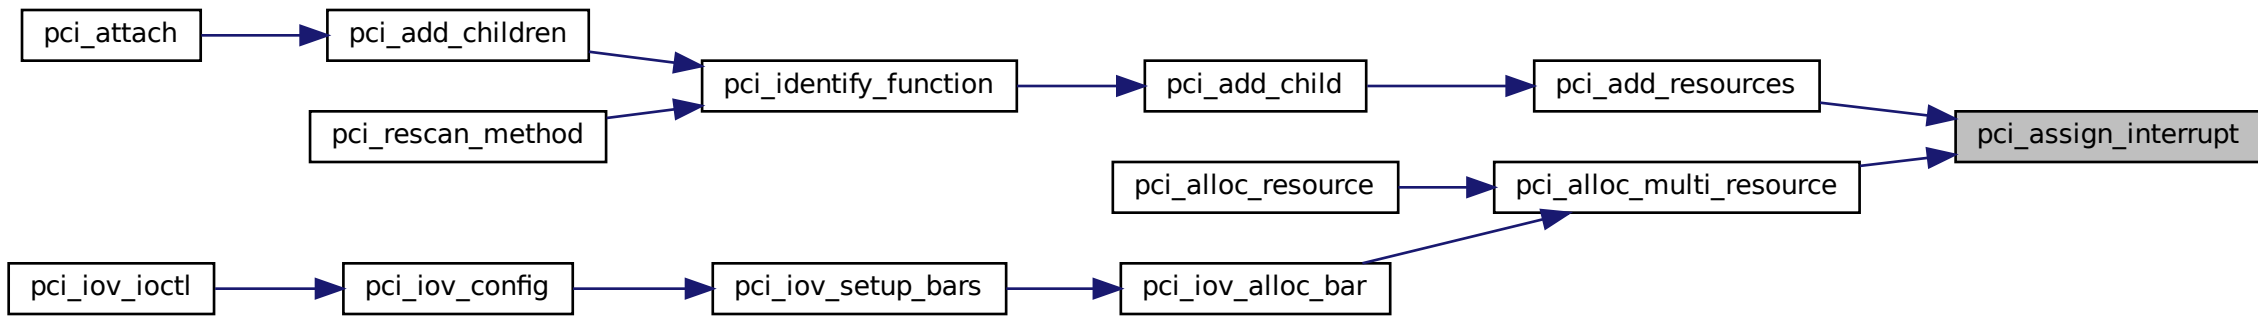 pci_attach
pci_add_children
pci_identify_function
pci_add_child
pci_add_resources
pci_rescan_method
pci_assign_interrupt
pci_alloc_resource
pci_alloc_multi_resource
pci_iov_ioctl
pci_iov_config
pci_iov_setup_bars
pci_iov_alloc_bar